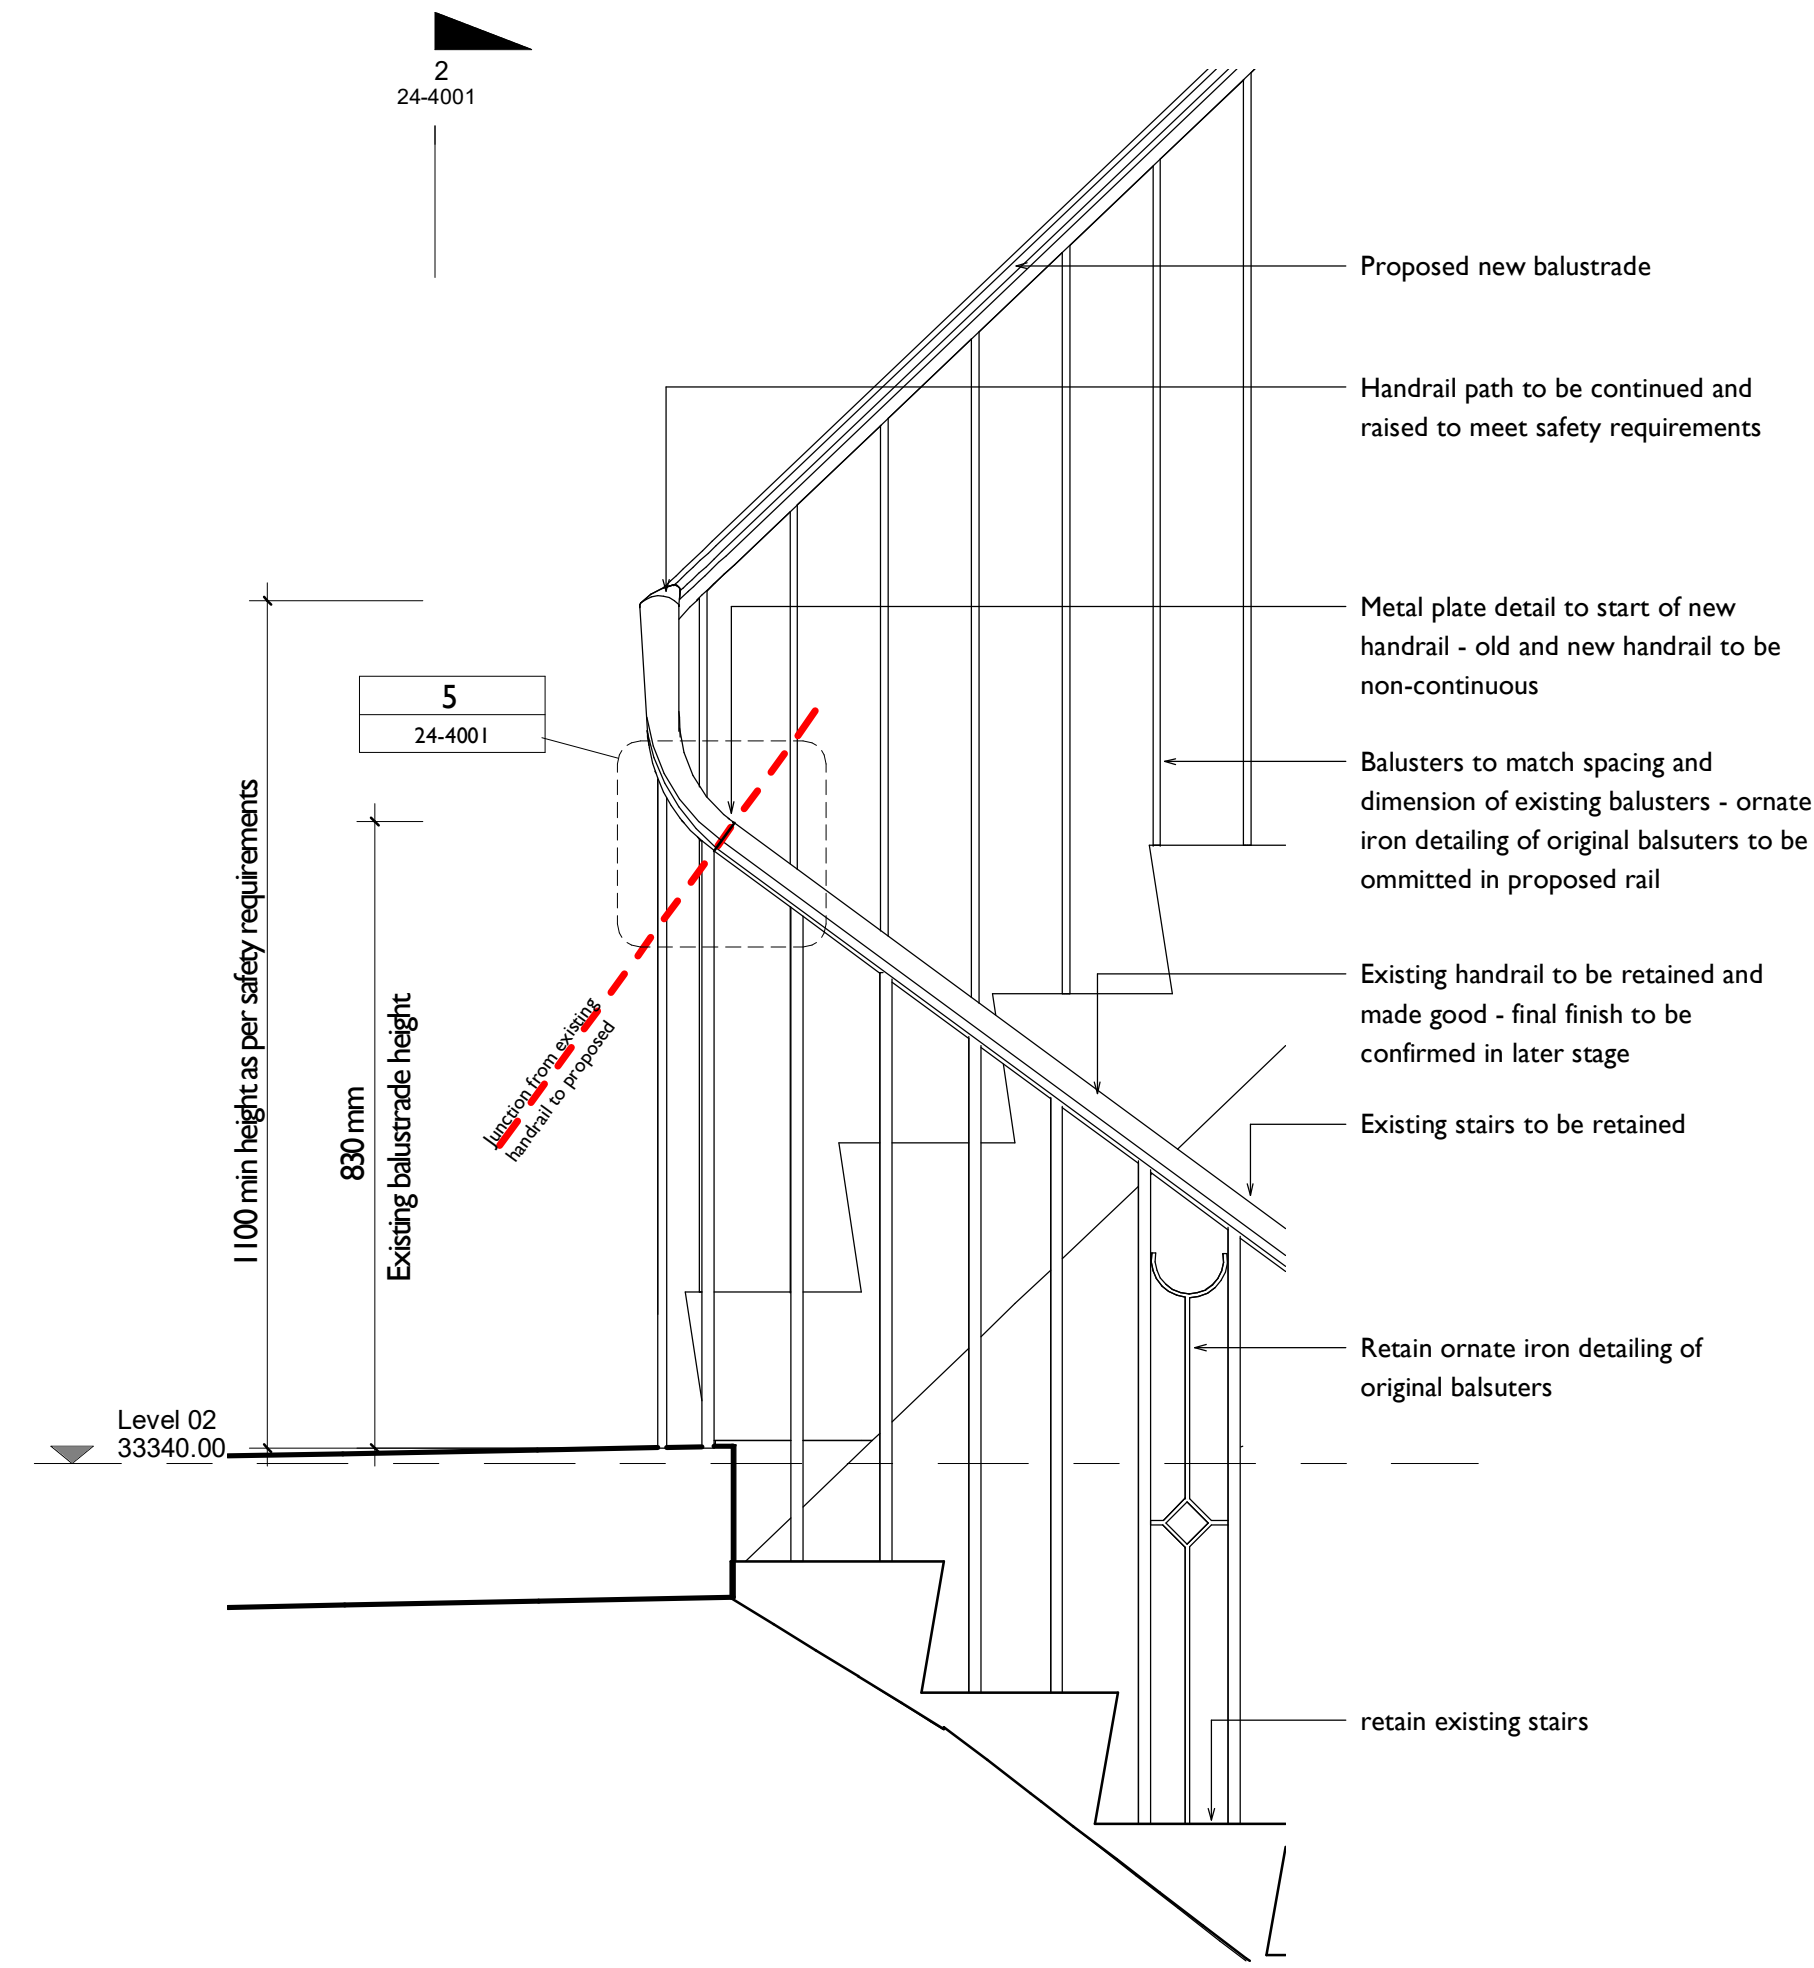 2
24-4001
Proposed new balustrade
Handrail path to be continued and
raised to meet safety requirements
Metal plate detail to start of new
handrail - old and new handrail to be
non-continuous
5
24-4001
Balusters to match spacing and
dimension of existing balusters - ornate
iron detailing of original balsuters to be
ommitted in proposed rail
1100 min height as per safety requirements
830 mm
Existing balustrade height
Junction from existing
handrail to proposed
Existing handrail to be retained and
made good - final finish to be
confirmed in later stage
Existing stairs to be retained
Retain ornate iron detailing of
original balsuters
Level 02
33340.00
retain existing stairs